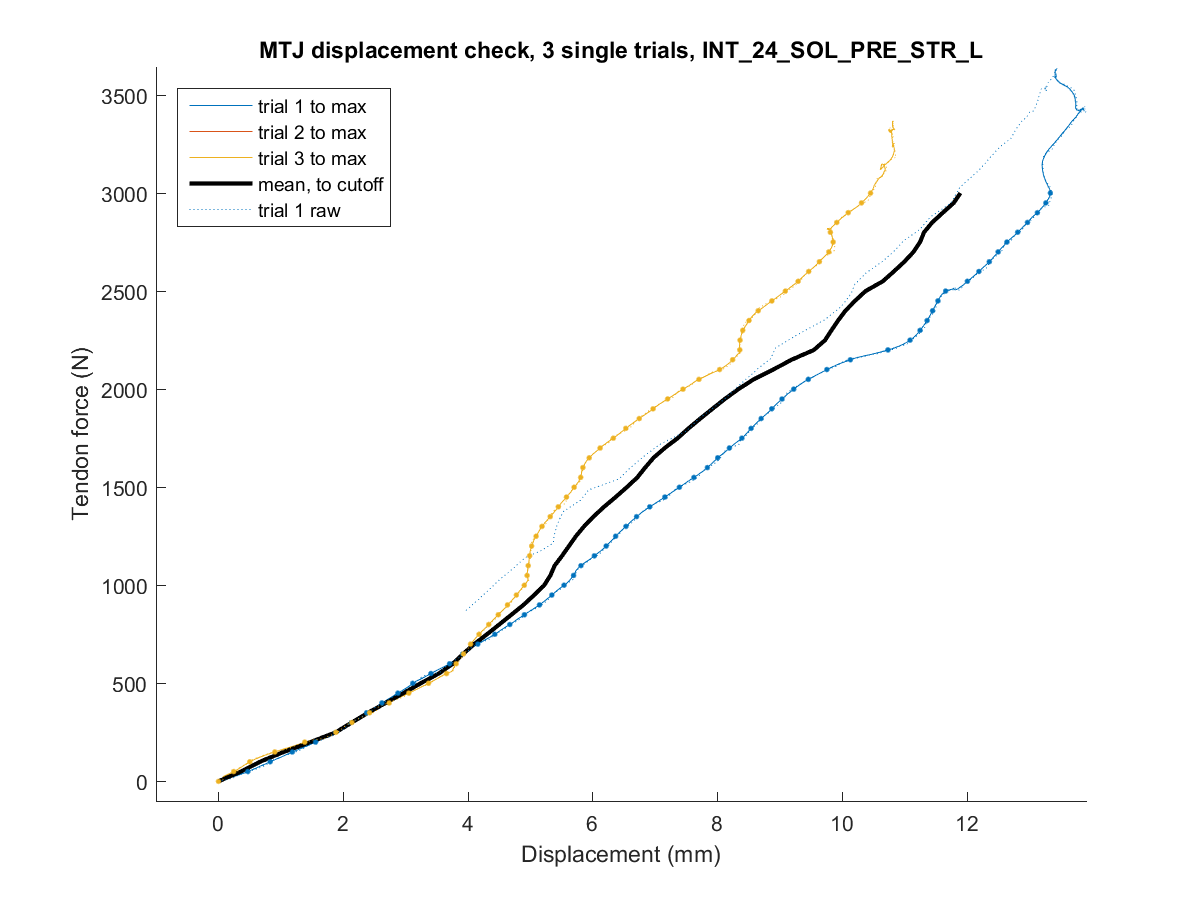 MTJ displacement check, 3 single trials, INT_24_SOL_PRE_STR_L
trial 1 to max
trial 2 to max
trial 3 to max
mean, to cutoff
trial 1 raw
3500
3000
2500
2000
1500
1000
500
0
Tendon force (N)
0 2 4 6 8 10 12
Displacement (mm)